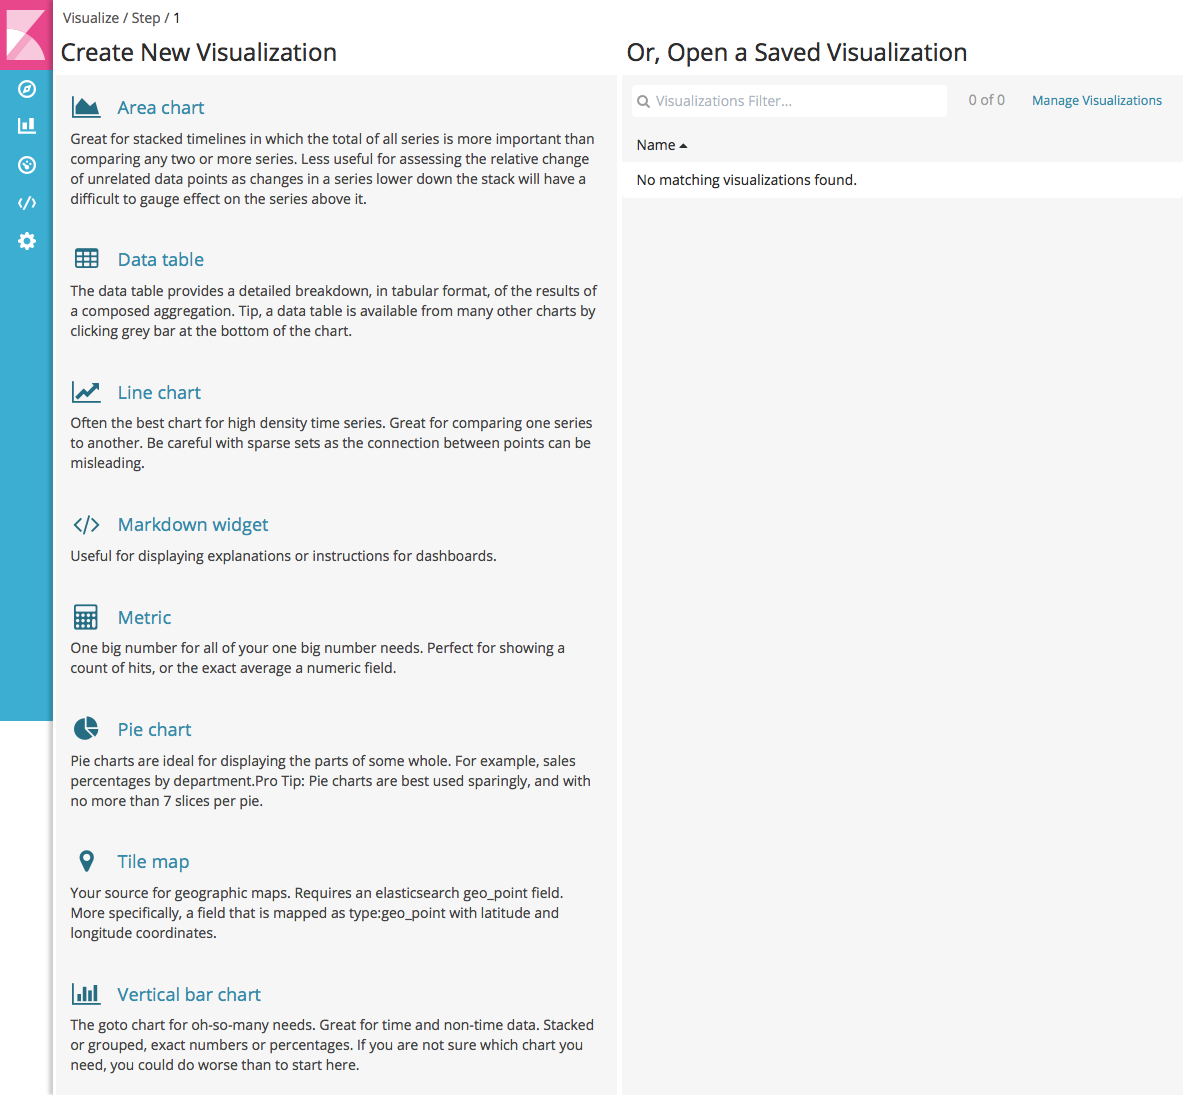 Visualize / Step / 1
Create New Visualization
Area chart
Great for stacked timelines in which the total of all series is more important than
comparing any two or more series. Less useful for assessing the relative change
of unrelated data points as changes in a series lower down the stack will have a
difficult to gauge effect on the series above it.
Data table
The data table provides a detailed breakdown, in tabular format, of the results of
a composed aggregation. Tip, a data table is available from many other charts by
clicking grey bar at the bottom of the chart.
Line chart
Often the best chart for high density time series. Great for comparing one series
to another. Be careful with sparse sets as the connection between points can be
misleading.
Markdown widget
Useful for displaying explanations or instructions for dashboards.
Metric
One big number for all of your one big number needs. Perfect for showing a
count of hits, or the exact average a numeric field.
Pie chart
Pie charts are ideal for displaying the parts of some whole. For example, sales
percentages by department.Pro Tip: Pie charts are best used sparingly, and with
no more than 7 slices per pie.
Tile map
Your source for geographic maps. Requires an elasticsearch geo_point field.
More specifically, a field that is mapped as type:geo_point with latitude and
longitude coordinates.
Vertical bar chart
The goto chart for oh-so-many needs. Great for time and non-time data. Stacked
or grouped, exact numbers or percentages. If you are not sure which chart you
need, you could do worse than to start here.
Or, Open a Saved Visualization
Visualizations Filter...
0 of 0
Manage Visualizations
Name
No matching visualizations found.